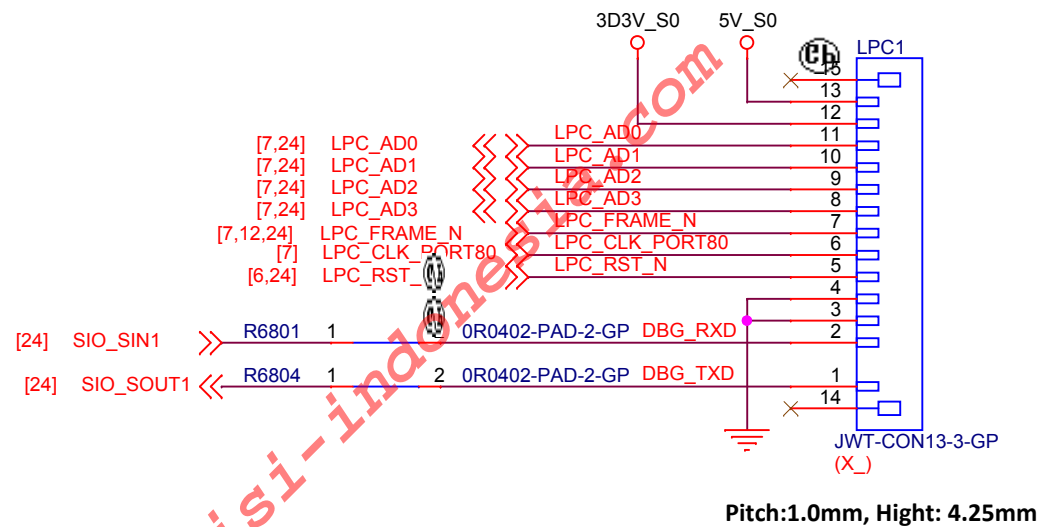 3D3V_S0 5V_S0
LPC1
15
13
12
[7,24] LPC_AD0 LPC_AD0 11
[7,24] LPC_AD1 LPC_AD1 10
[7,24] LPC_AD2 LPC_AD2 9
[7,24] LPC_AD3 LPC_AD3 8
[7,12,24] LPC_FRAME_N LPC_FRAME_N 7
[7] LPC_CLK_PORT80 LPC_CLK_PORT80 6
[6,24] LPC_RST_ LPC_RST_N 5
4
3
[24] SIO_SIN1 R6801 1 0R0402-PAD-2-GP DBG_RXD 2
[24] SIO_SOUT1 R6804 1 2 0R0402-PAD-2-GP DBG_TXD 1
14
JWT-CON13-3-GP
(X_)
Pitch:1.0mm, Hight: 4.25mm
isi-indonesia.com